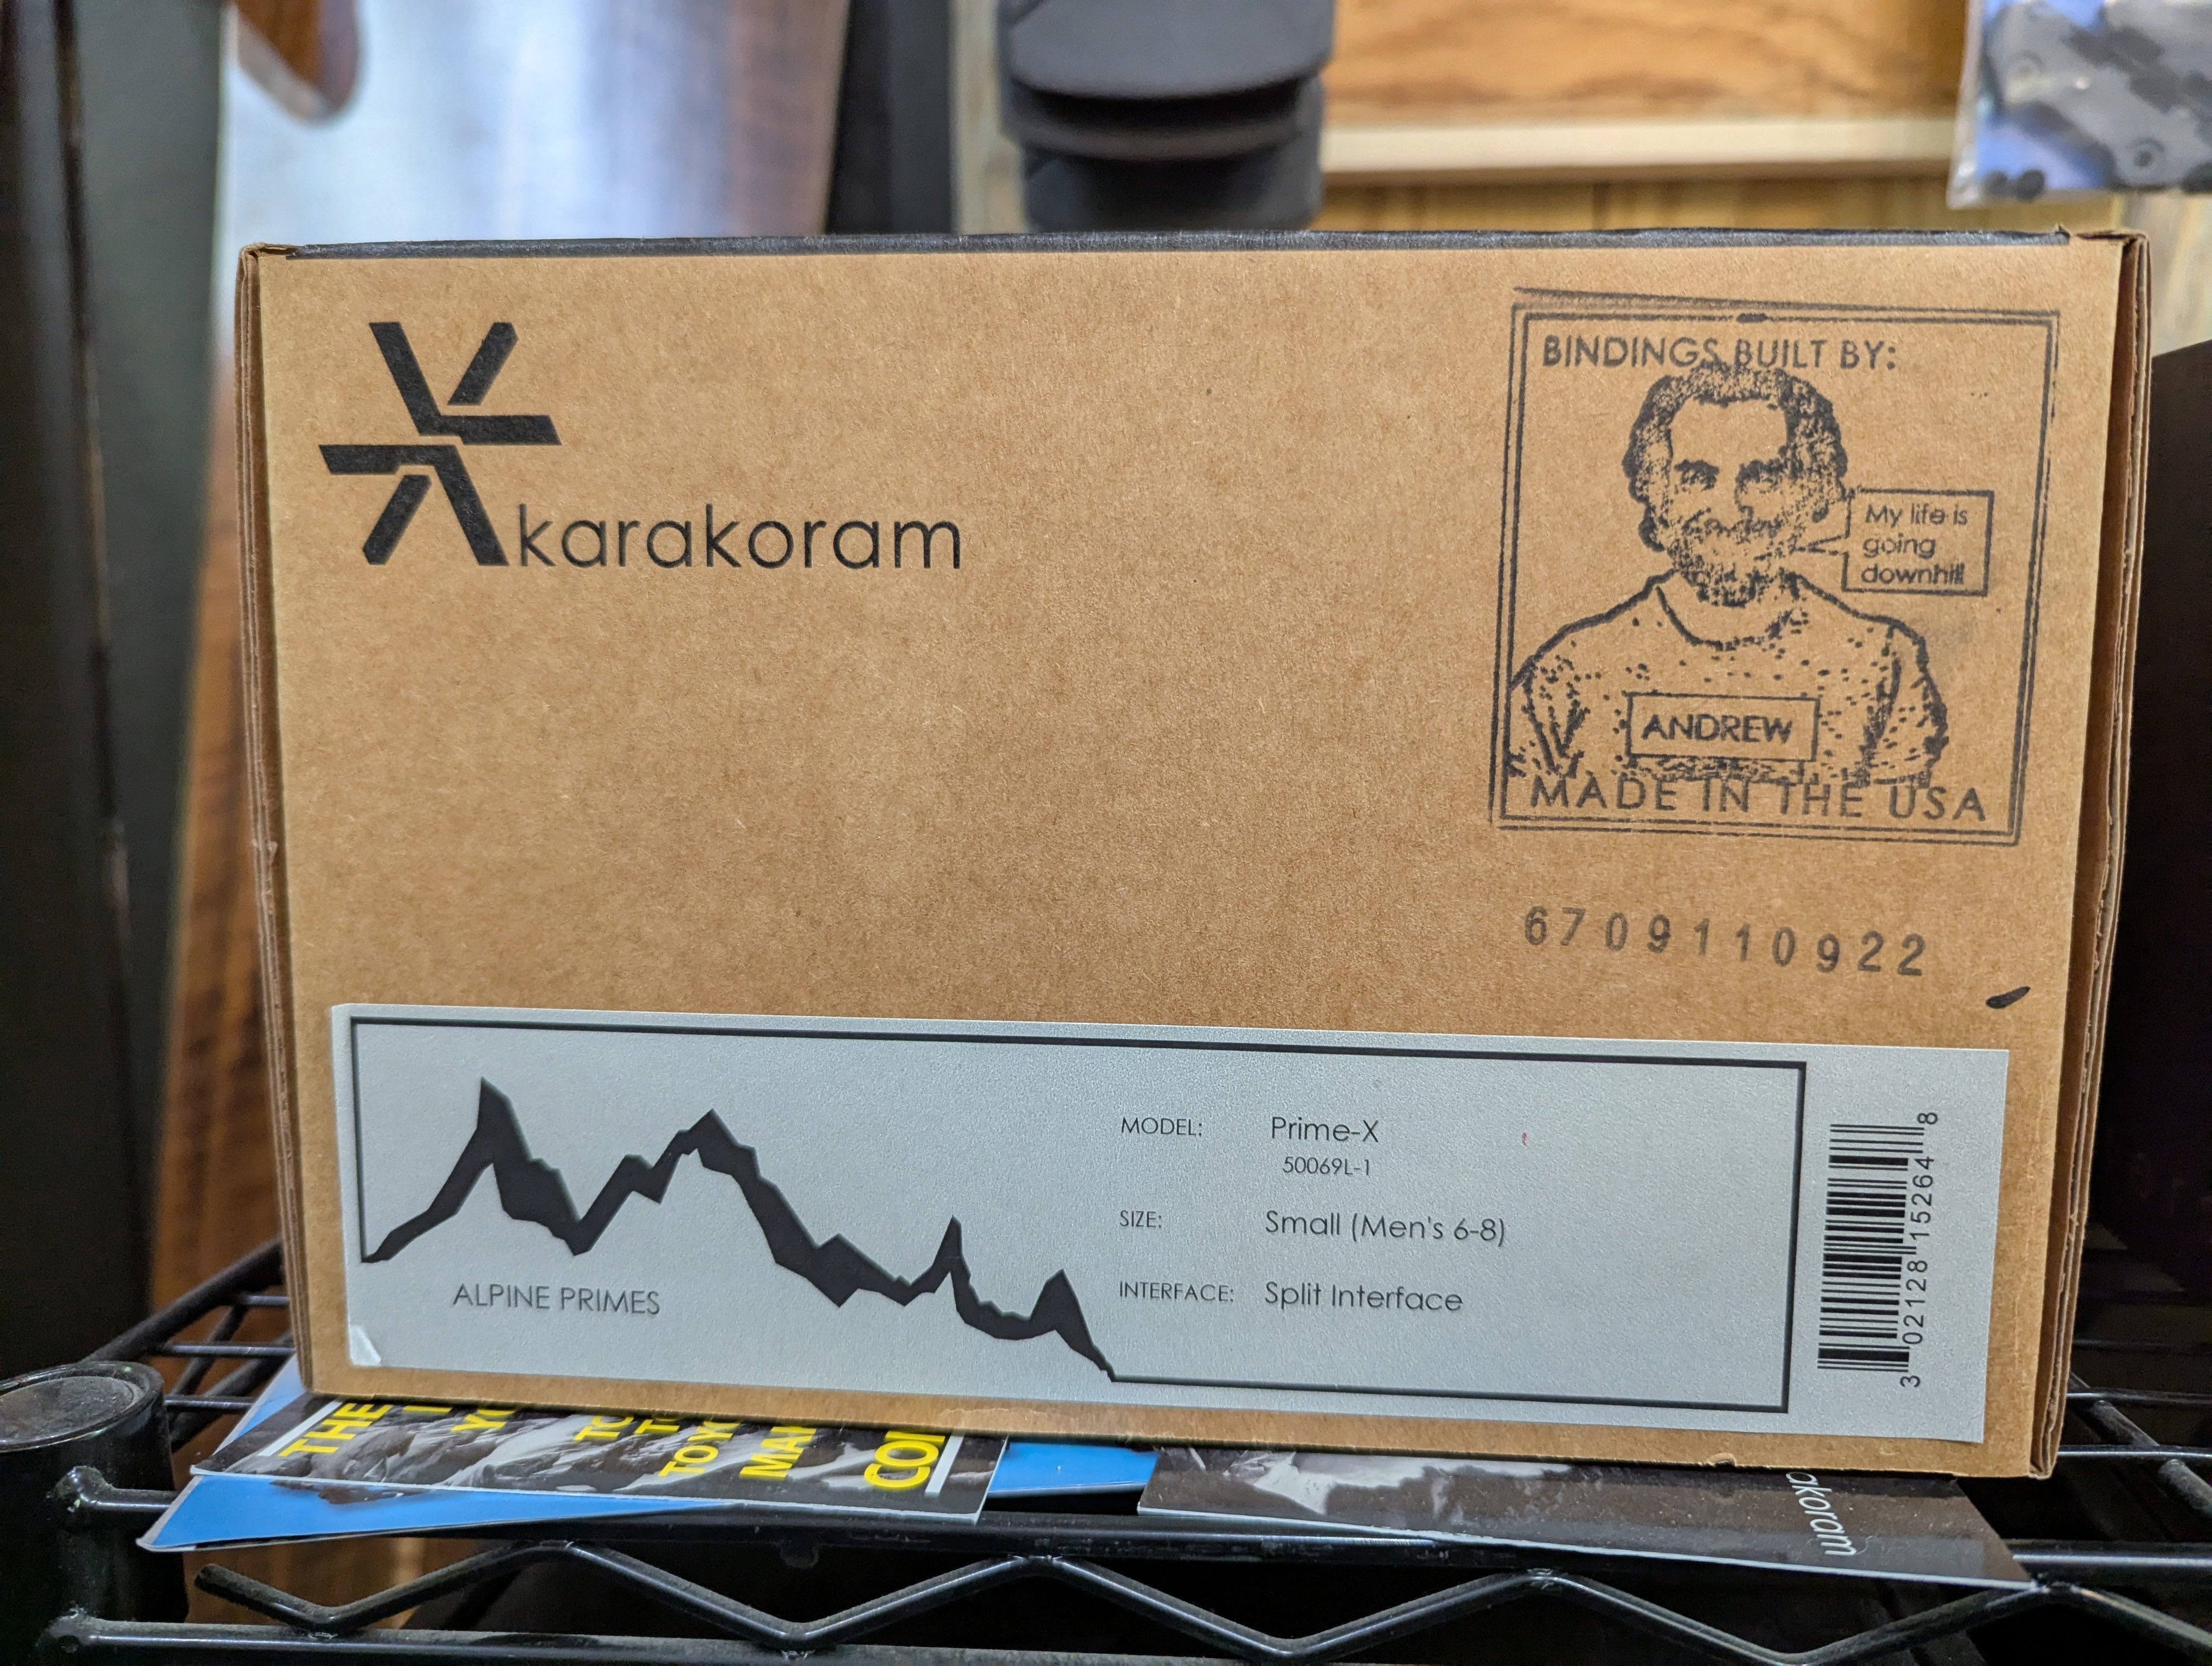 karakoram
BINDINGS BUILT BY:
My life is
going
downhill
ANDREW
MADE IN THE USA
6709110922
ALPINE PRIMES
MODEL: Prime-X
50069L-1
SIZE: Small (Men's 6-8)
INTERFACE: Split Interface
3 02128 15264 8
THE